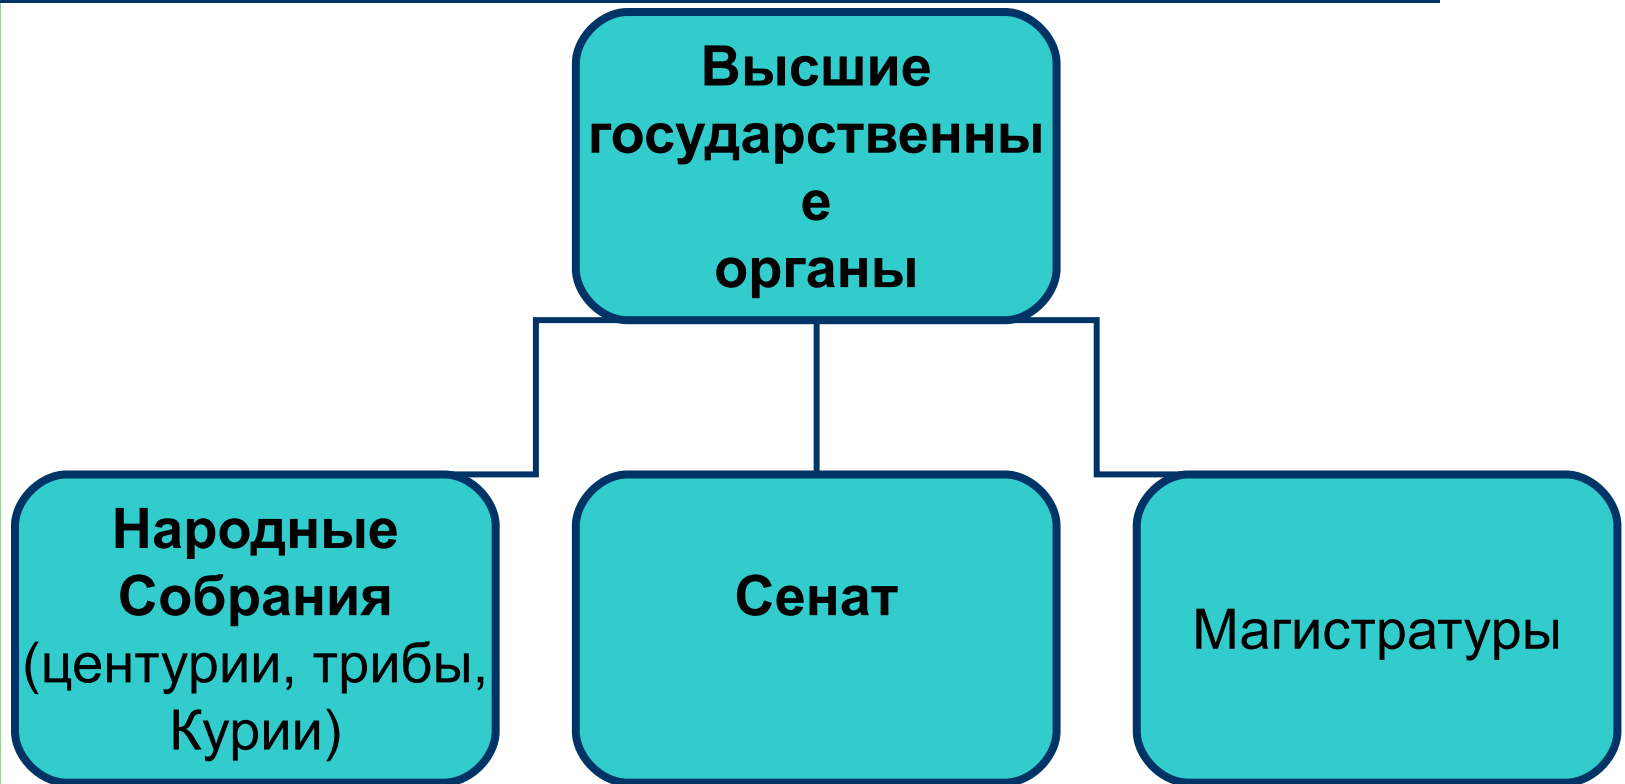 Высшие
государственны
е
органы
Народные
Собрания
(центурии, трибы,
Курии)
Сенат
Магистратуры